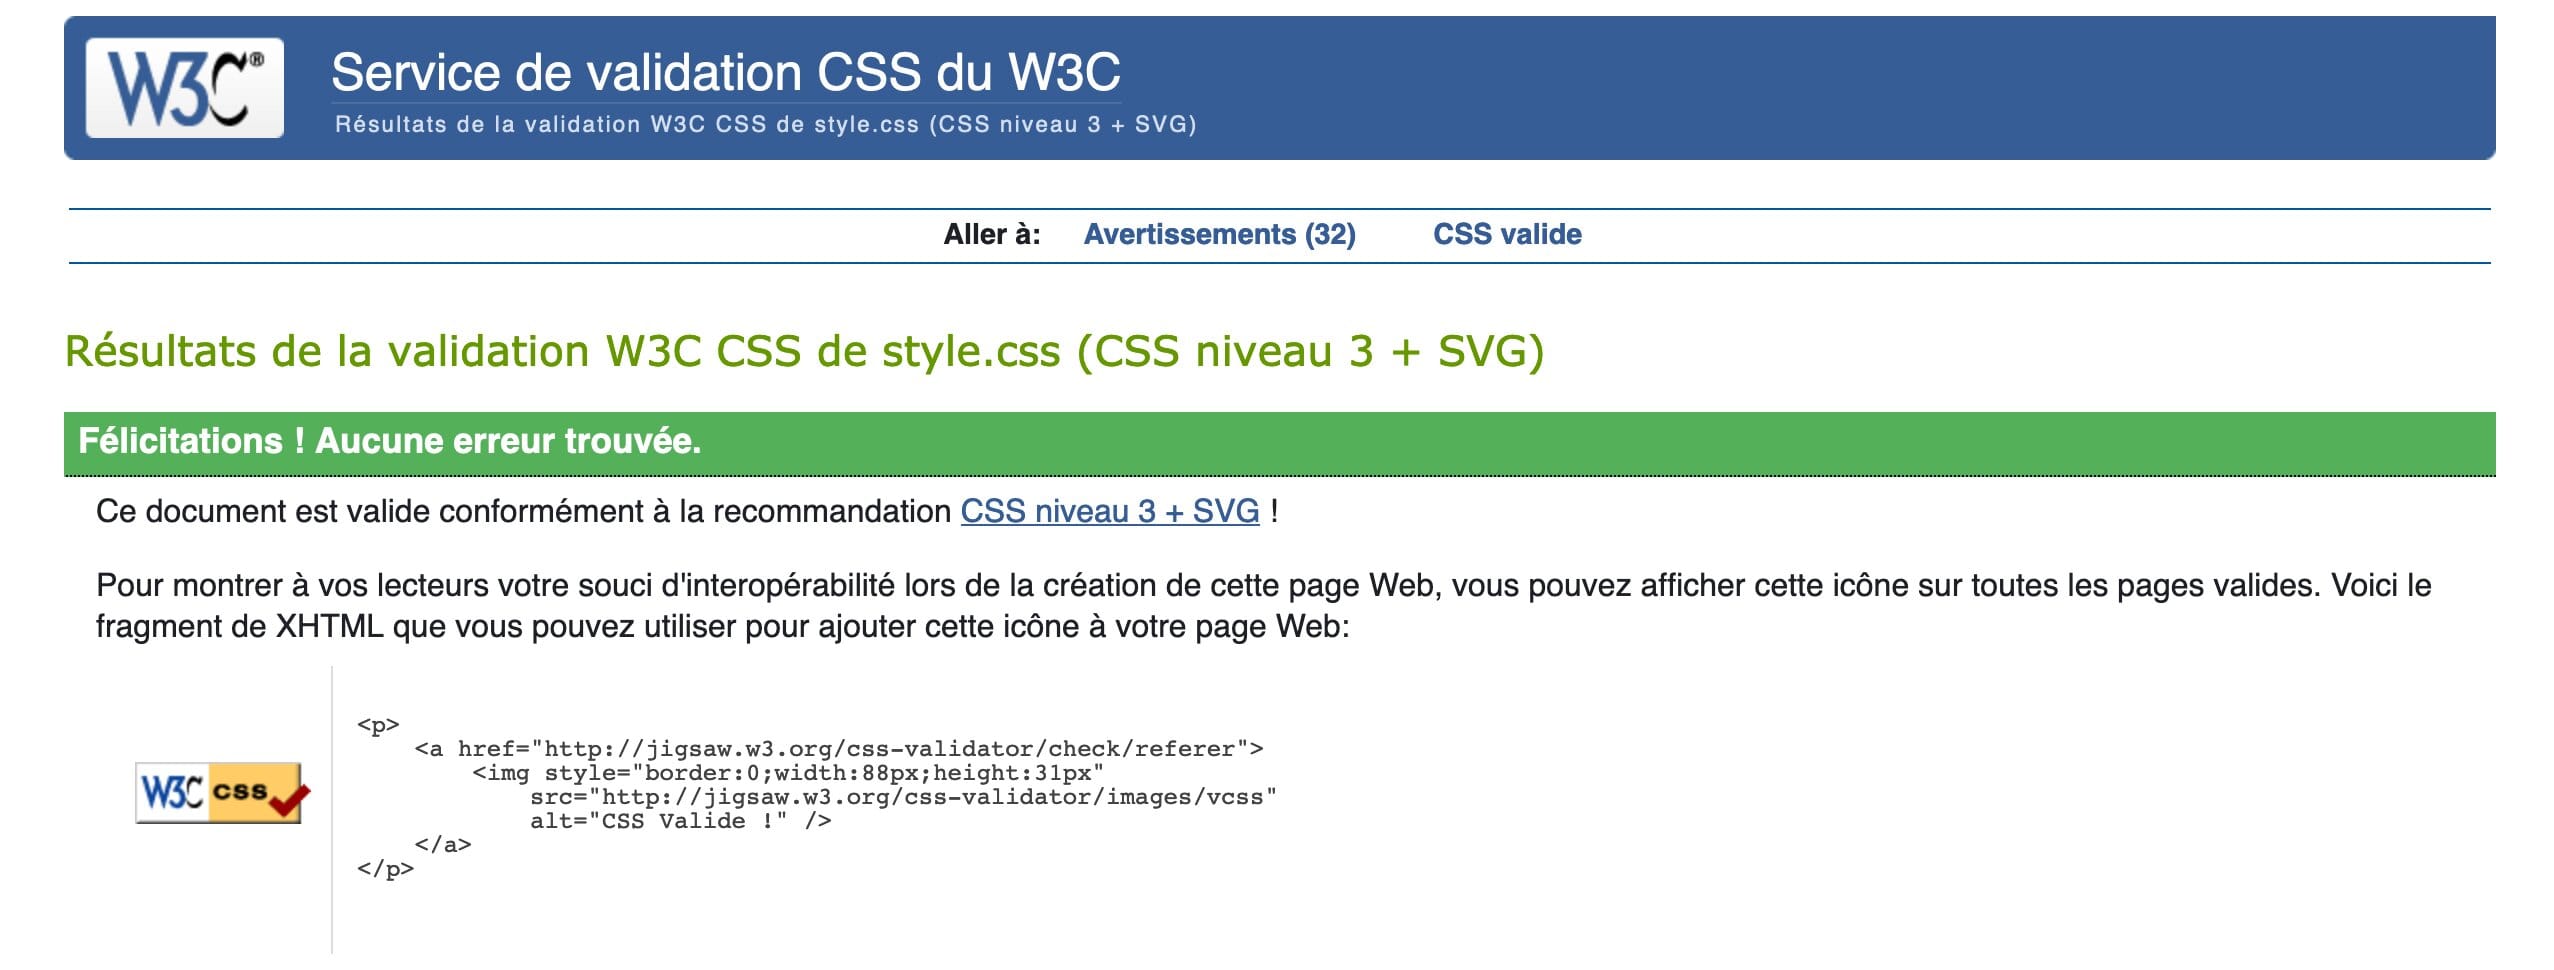 W3C®
Service de validation CSS du W3C
Résultats de la validation W3C CSS de style.css (CSS niveau 3 + SVG)
Aller à: Avertissements (32) CSS valide
Résultats de la validation W3C CSS de style.css (CSS niveau 3 + SVG)
Félicitations ! Aucune erreur trouvée.
Ce document est valide conformément à la recommandation CSS niveau 3 + SVG !
Pour montrer à vos lecteurs votre souci d'interopérabilité lors de la création de cette page Web, vous pouvez afficher cette icône sur toutes les pages valides. Voici le
fragment de XHTML que vous pouvez utiliser pour ajouter cette icône à votre page Web:
W3C css
<p>
    <a href="http://jigsaw.w3.org/css-validator/check/referer">
        <img style="border:0;width:88px;height:31px"
            src="http://jigsaw.w3.org/css-validator/images/vcss"
            alt="CSS Valide !" />
    </a>
</p>